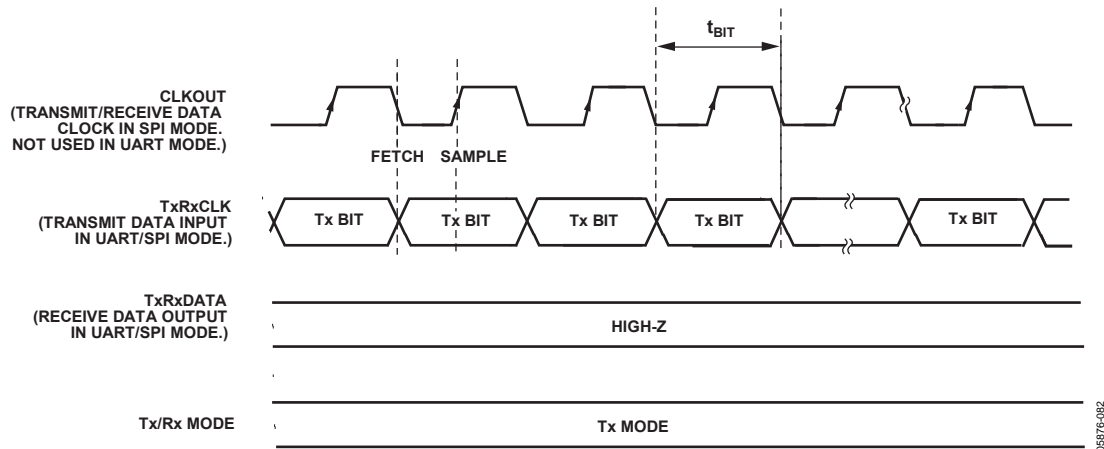 tBIT
CLKOUT
(TRANSMIT/RECEIVE DATA
CLOCK IN SPI MODE.
NOT USED IN UART MODE.)
FETCH SAMPLE
TxRxCLK
(TRANSMIT DATA INPUT
IN UART/SPI MODE.)
Tx BIT Tx BIT Tx BIT Tx BIT Tx BIT
TxRxDATA
(RECEIVE DATA OUTPUT
IN UART/SPI MODE.)
HIGH-Z
Tx/Rx MODE
Tx MODE
05876-082